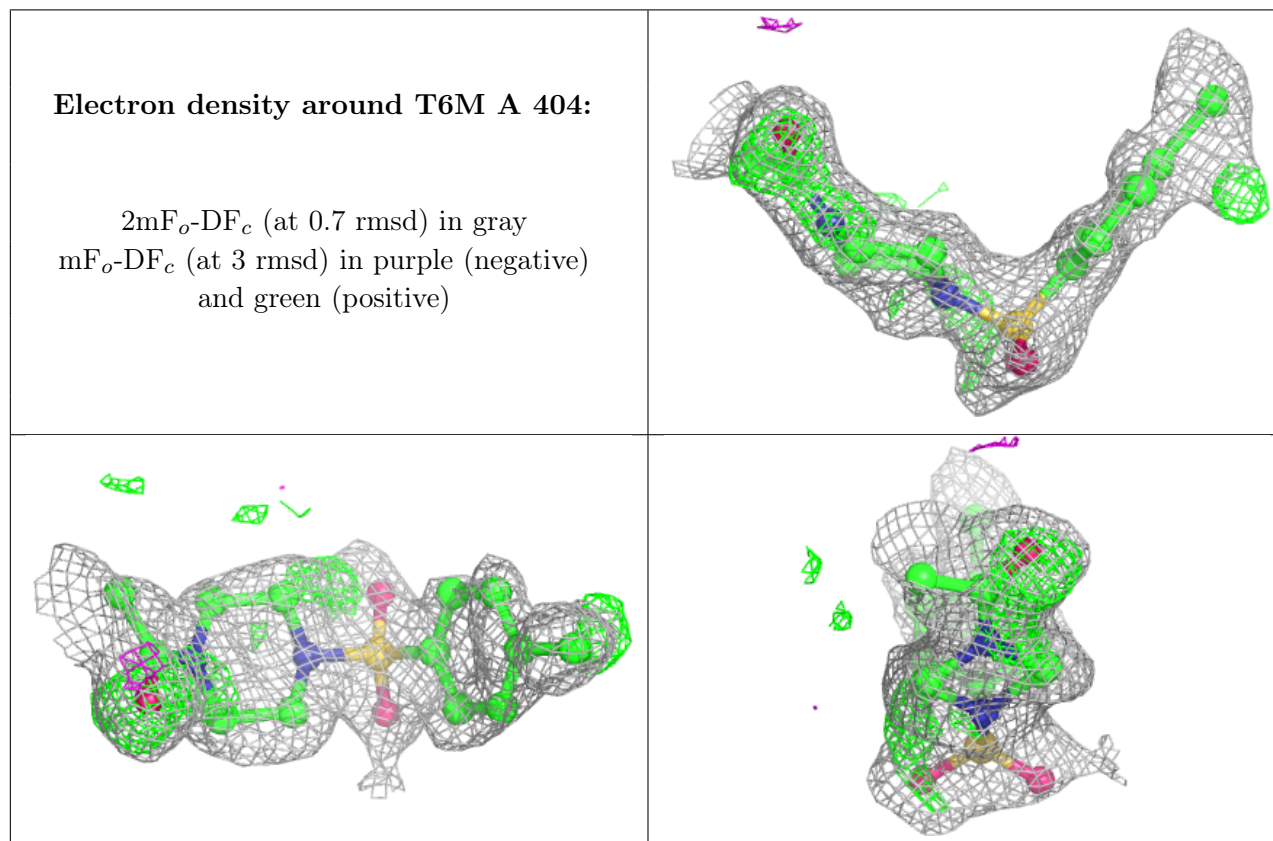 Electron density around T6M A 404:
2mFo-DFc (at 0.7 rmsd) in gray
mFo-DFc (at 3 rmsd) in purple (negative)
and green (positive)